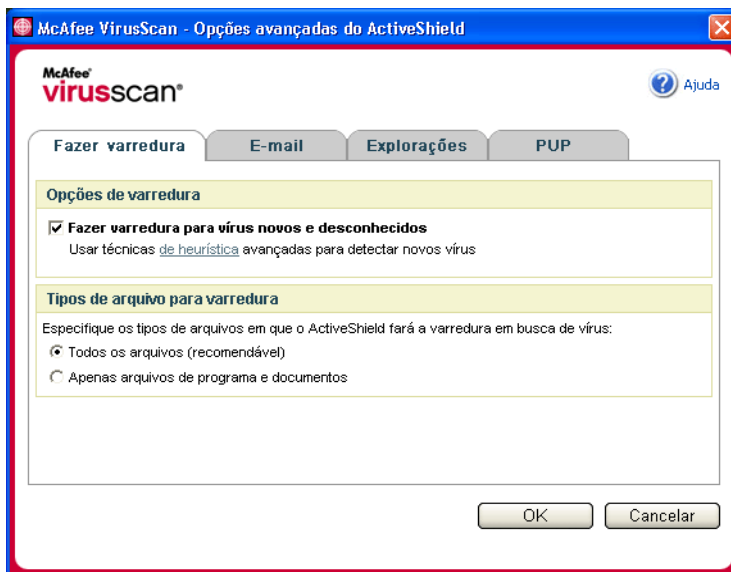 McAfee VirusScan - Opções avançadas do ActiveShield
McAfee®
virusscan®
Ajuda
Fazer varredura
E-mail
Explorações
PUP
Opções de varredura
Fazer varredura para vírus novos e desconhecidos
Usar técnicas de heurística avançadas para detectar novos vírus
Tipos de arquivo para varredura
Especifique os tipos de arquivos em que o ActiveShield fará a varredura em busca de vírus:
Todos os arquivos (recomendável)
Apenas arquivos de programa e documentos
OK
Cancelar